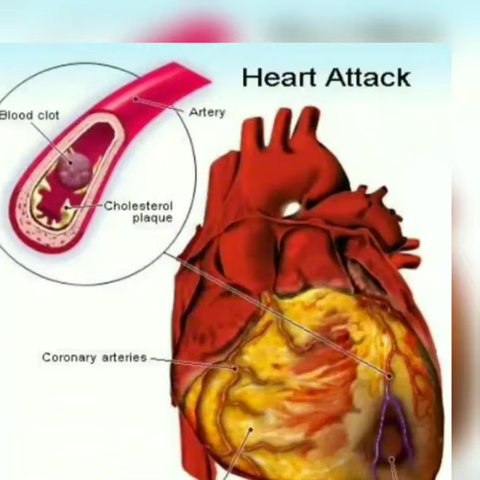 Heart Attack
Blood clot
Artery
Cholesterol
plaque
Coronary arteries